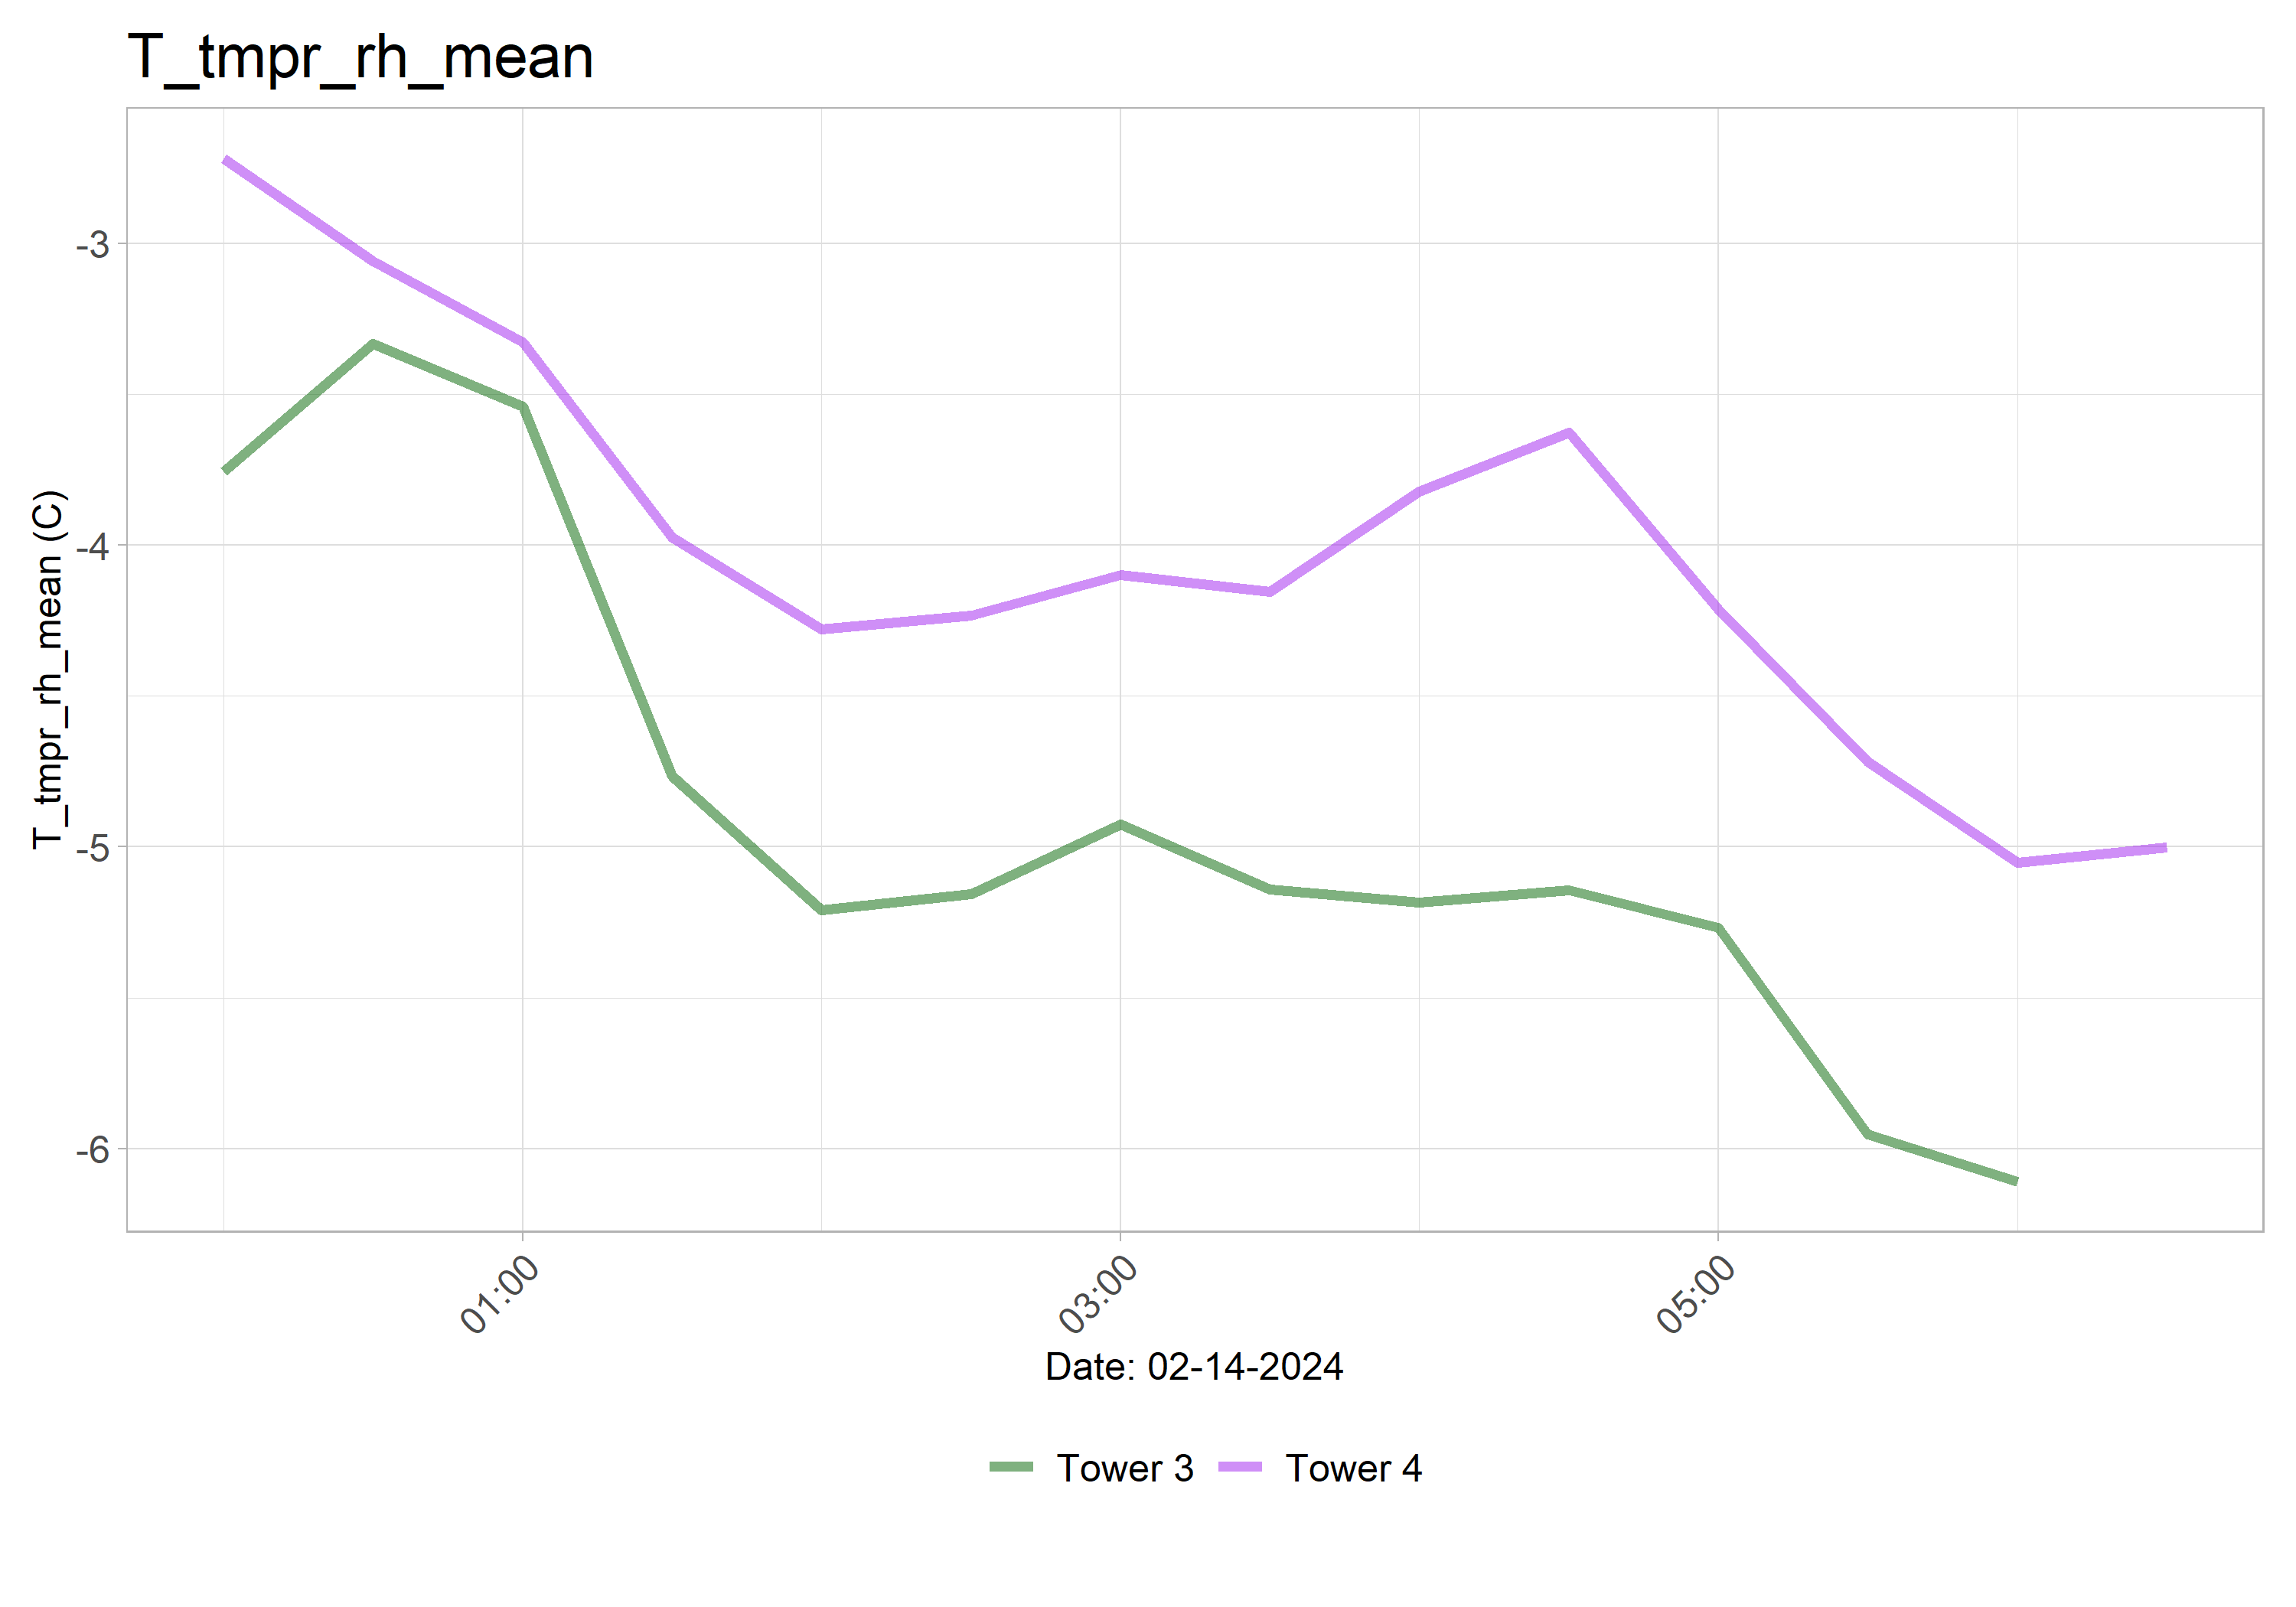 T_tmpr_rh_mean
T_tmpr_rh_mean (C)
-3
-4
-5
-6
01:00
03:00
05:00
Date: 02-14-2024
Tower 3
Tower 4